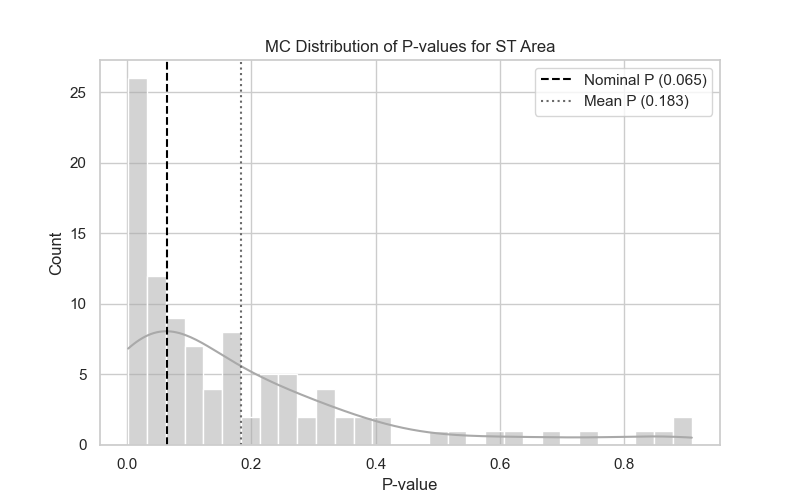 MC Distribution of P-values for ST Area
Nominal P (0.065)
Mean P (0.183)
Count
25
20
15
10
5
0
0.0 0.2 0.4 0.6 0.8
P-value